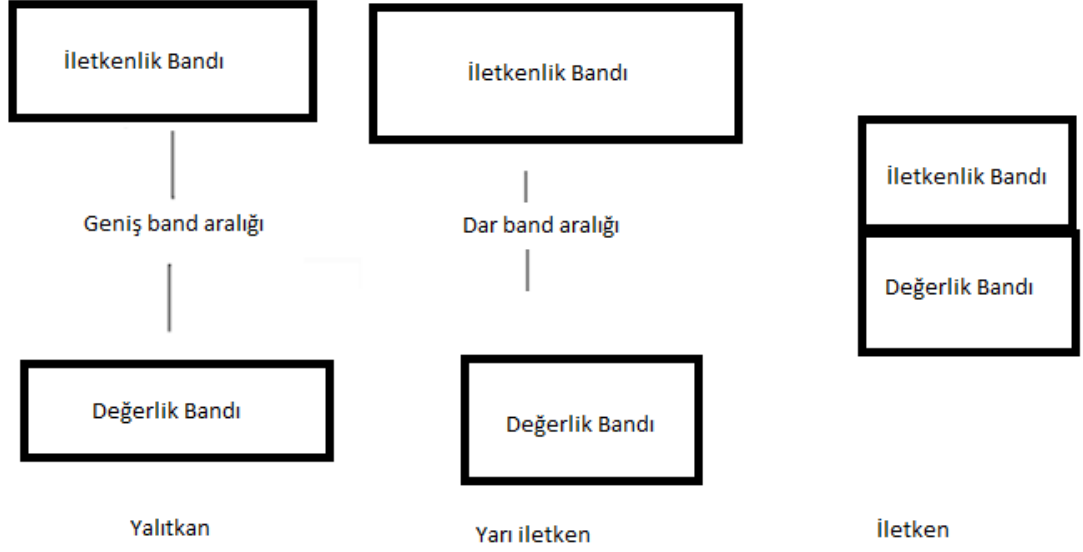 İletkenlik Bandı
İletkenlik Bandı
İletkenlik Bandı
Geniş band aralığı
Dar band aralığı
Değerlik Bandı
Değerlik Bandı
Değerlik Bandı
Yalıtkan
Yarı iletken
İletken